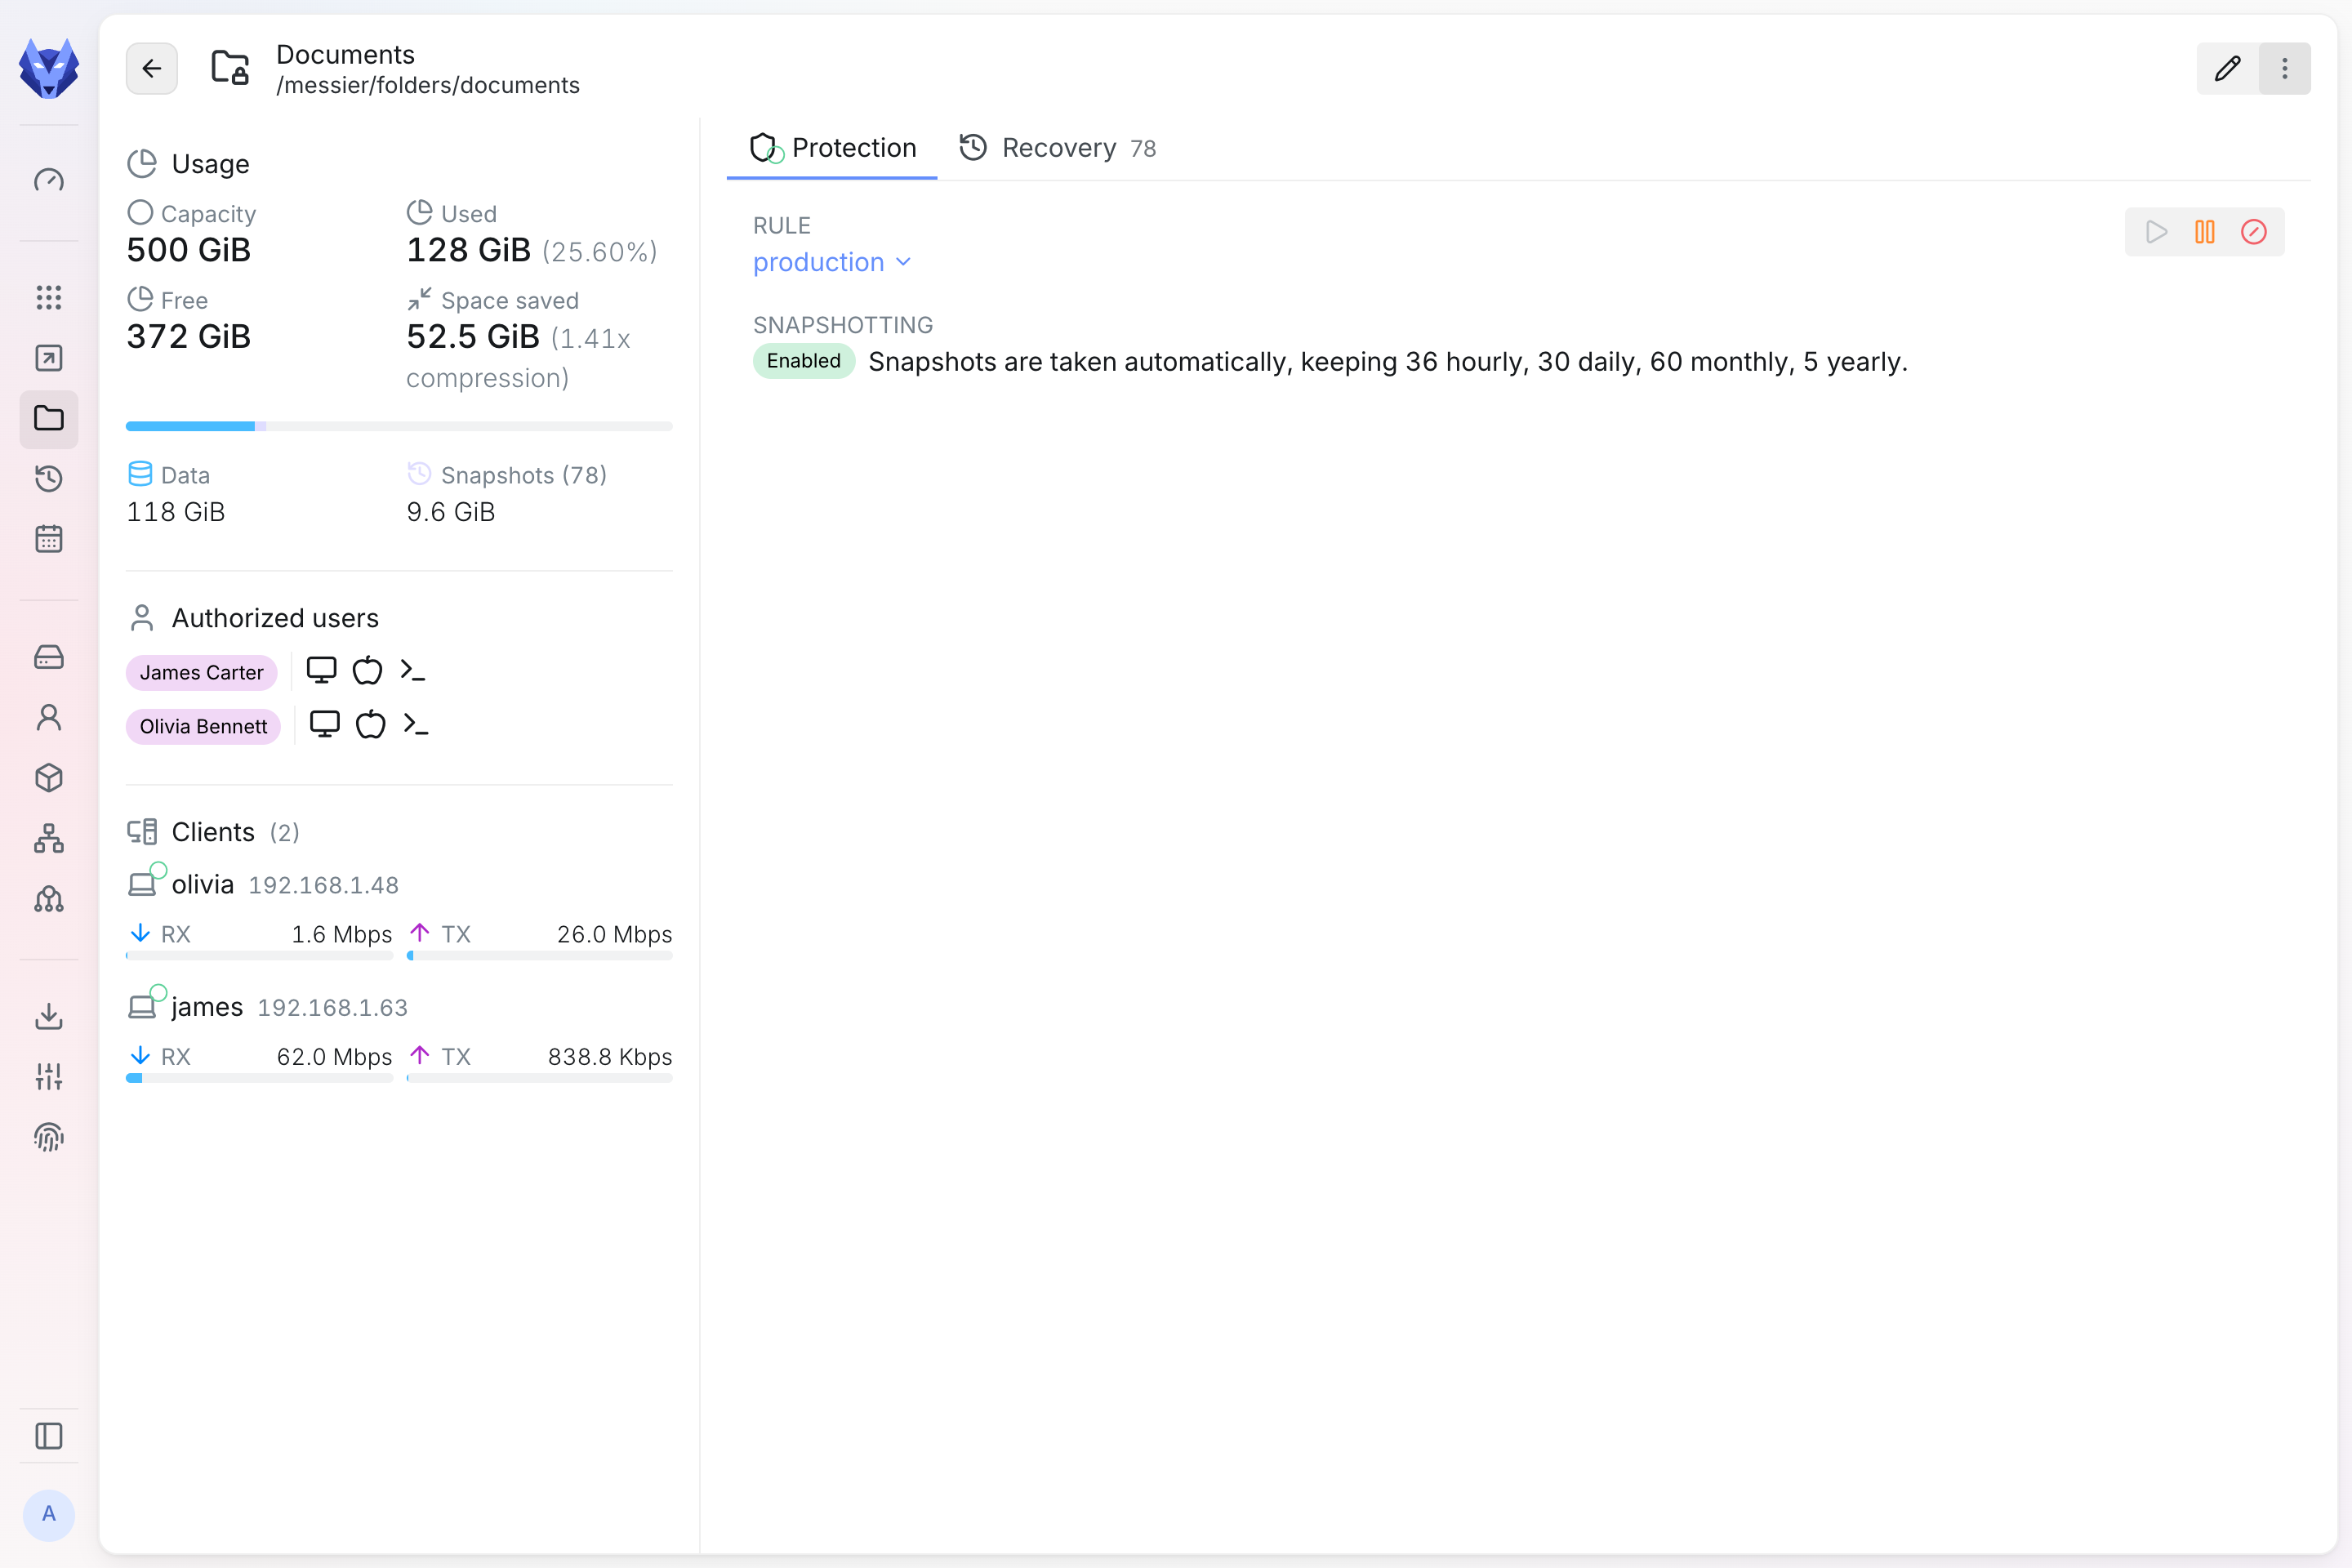 Documents
/messier/folders/documents
Usage
Capacity
500 GiB
Used
128 GiB (25.60%)
Free
372 GiB
Space saved
52.5 GiB (1.41x
compression)
Data
118 GiB
Snapshots (78)
9.6 GiB
Authorized users
James Carter
Olivia Bennett
Clients (2)
olivia 192.168.1.48
RX 1.6 Mbps TX 26.0 Mbps
james 192.168.1.63
RX 62.0 Mbps TX 838.8 Kbps
A
Protection Recovery 78
RULE
production
SNAPSHOTTING
Enabled Snapshots are taken automatically, keeping 36 hourly, 30 daily, 60 monthly, 5 yearly.